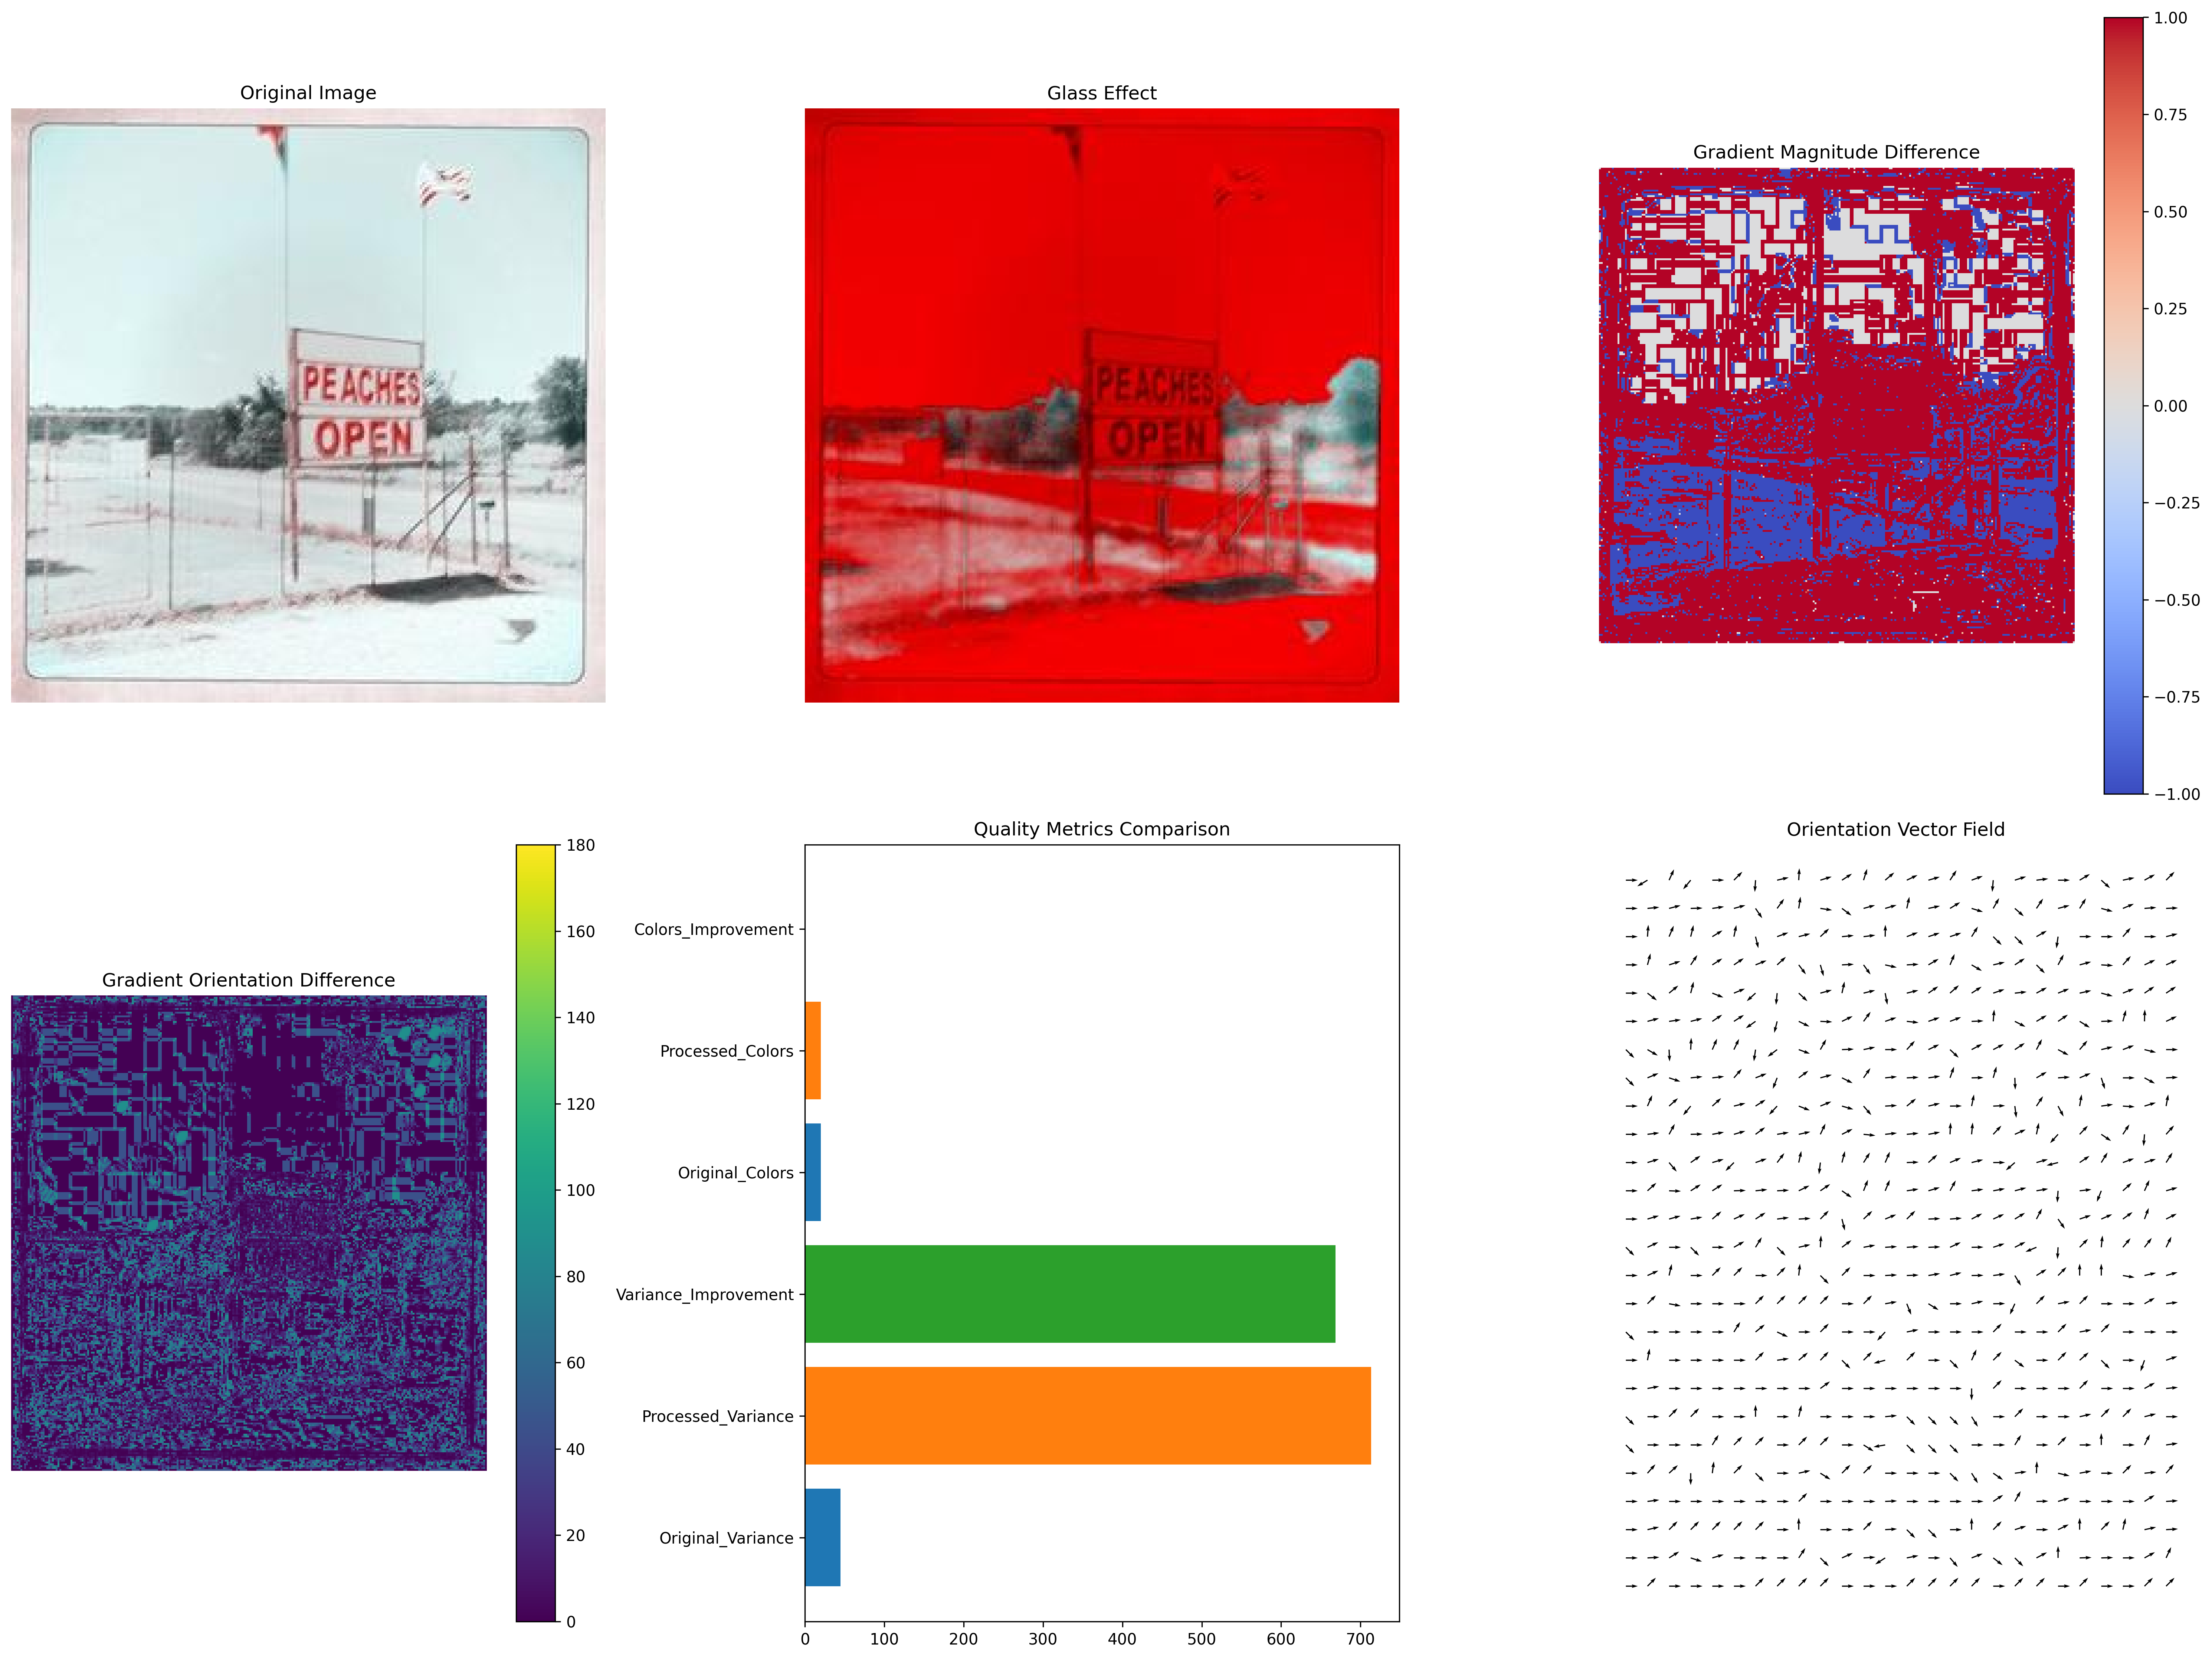 Original Image
PEACHES
OPEN
Glass Effect
PEACHES
OPEN
Gradient Magnitude Difference
1.00
0.75
0.50
0.25
0.00
−0.25
−0.50
−0.75
−1.00
Gradient Orientation Difference
180
160
140
120
100
80
60
40
20
0
Quality Metrics Comparison
Colors_Improvement
Processed_Colors
Original_Colors
Variance_Improvement
Processed_Variance
Original_Variance
0 100 200 300 400 500 600 700
Orientation Vector Field